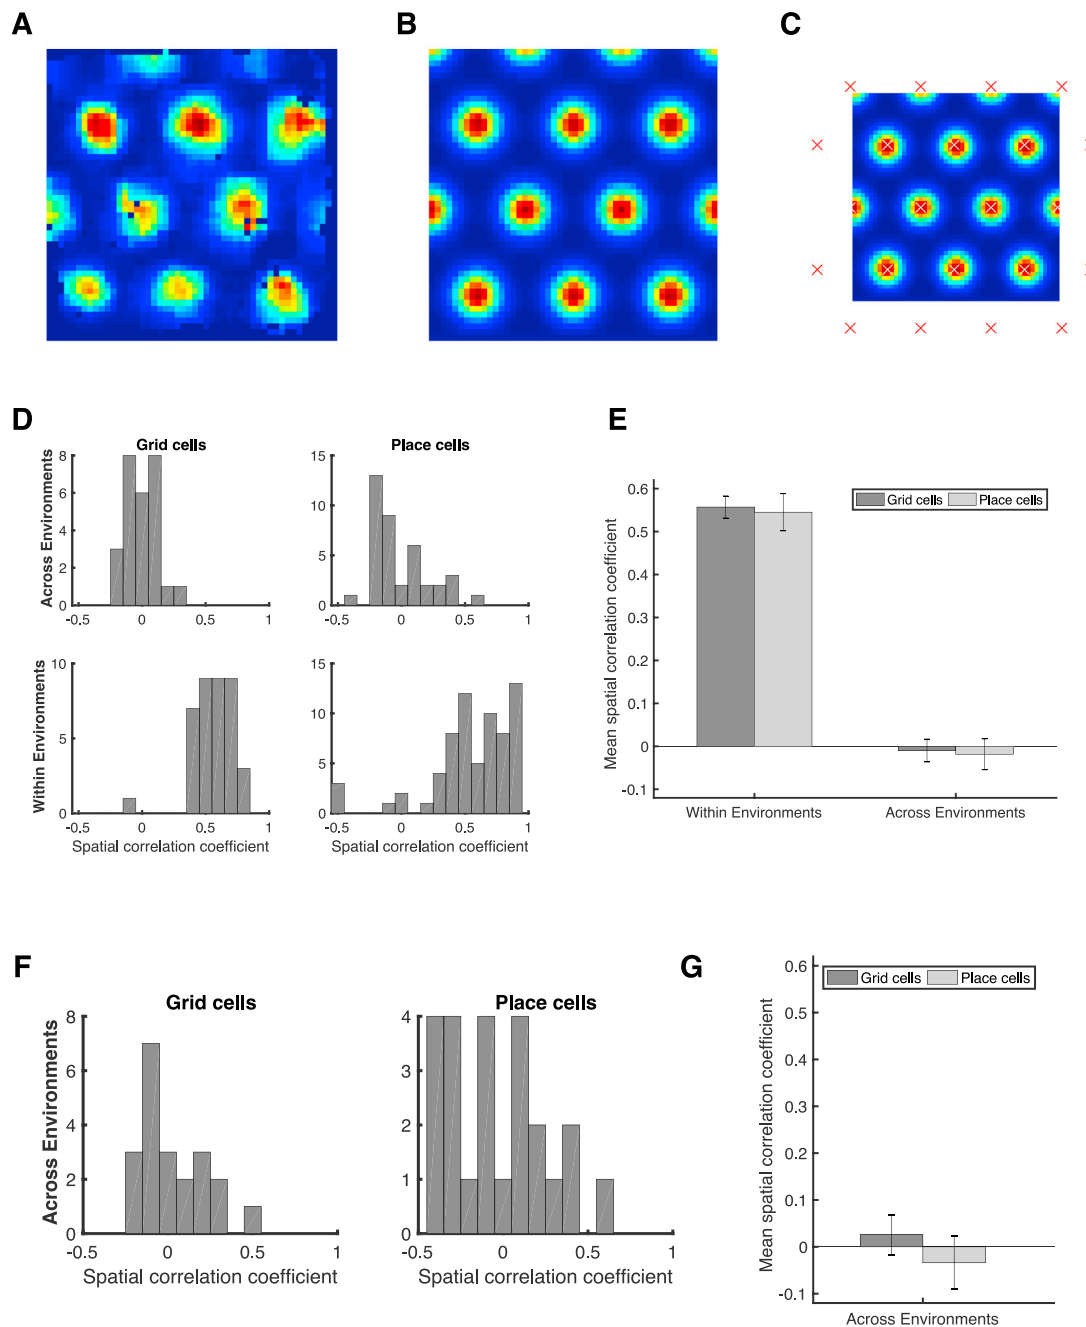 A
B
C
D
Grid cells
Place cells
Across Environments
8
6
4
2
0
-0.5 0 0.5 1
15
10
5
0
-0.5 0 0.5 1
Within Environments
10
5
0
-0.5 0 0.5 1
Spatial correlation coefficient
15
10
5
0
-0.5 0 0.5 1
Spatial correlation coefficient
E
Mean spatial correlation coefficient
0.6
0.5
0.4
0.3
0.2
0.1
0
-0.1
Grid cells Place cells
Within Environments Across Environments
F
Grid cells
Across Environments
8
6
4
2
0
-0.5 0 0.5 1
Spatial correlation coefficient
Place cells
4
3
2
1
0
-0.5 0 0.5 1
Spatial correlation coefficient
G
Mean spatial correlation coefficient
0.6
0.5
0.4
0.3
0.2
0.1
0
-0.1
Grid cells Place cells
Across Environments